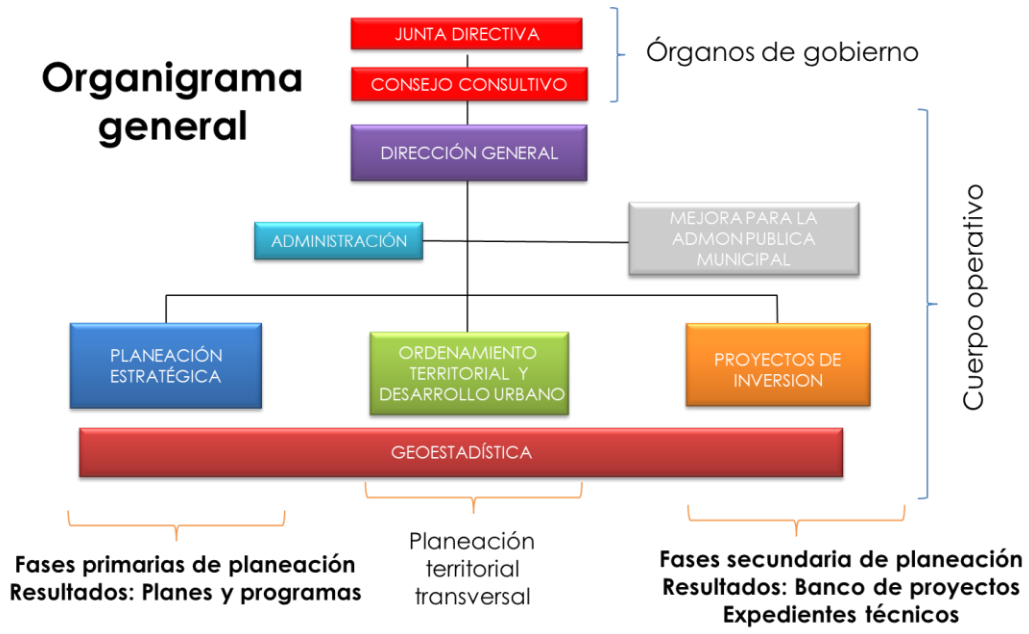 JUNTA DIRECTIVA
Órganos de gobierno
CONSEJO CONSULTIVO
Organigrama
general
DIRECCIÓN GENERAL
ADMINISTRACIÓN
MEJORA PARA LA
ADMON PUBLICA
MUNICIPAL
Cuerpo operativo
PLANEACIÓN
ESTRATÉGICA
ORDENAMIENTO
TERRITORIAL Y
DESARROLLO URBANO
PROYECTOS DE
INVERSION
GEOESTADÍSTICA
Fases primarias de planeación
Resultados: Planes y programas
Planeación
territorial
transversal
Fases secundaria de planeación
Resultados: Banco de proyectos
Expedientes técnicos